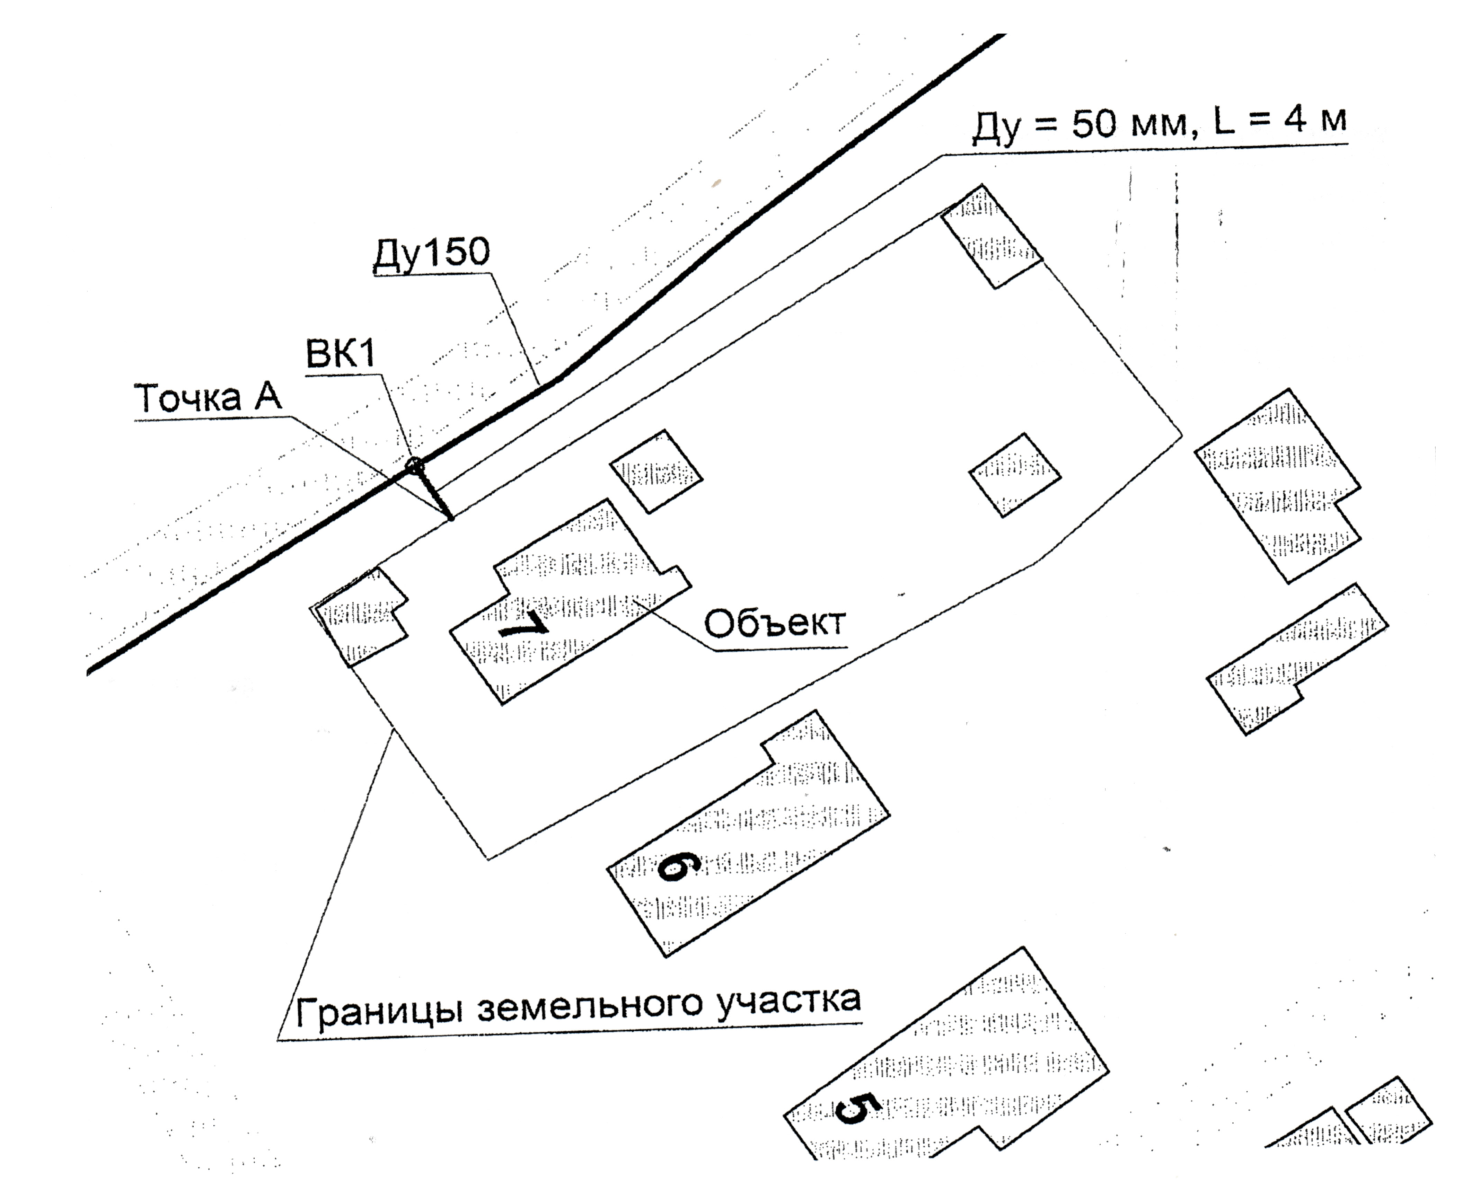 Ду = 50 мм, L = 4 м
Ду150
ВК1
Точка А
7
Объект
6
Границы земельного участка
5